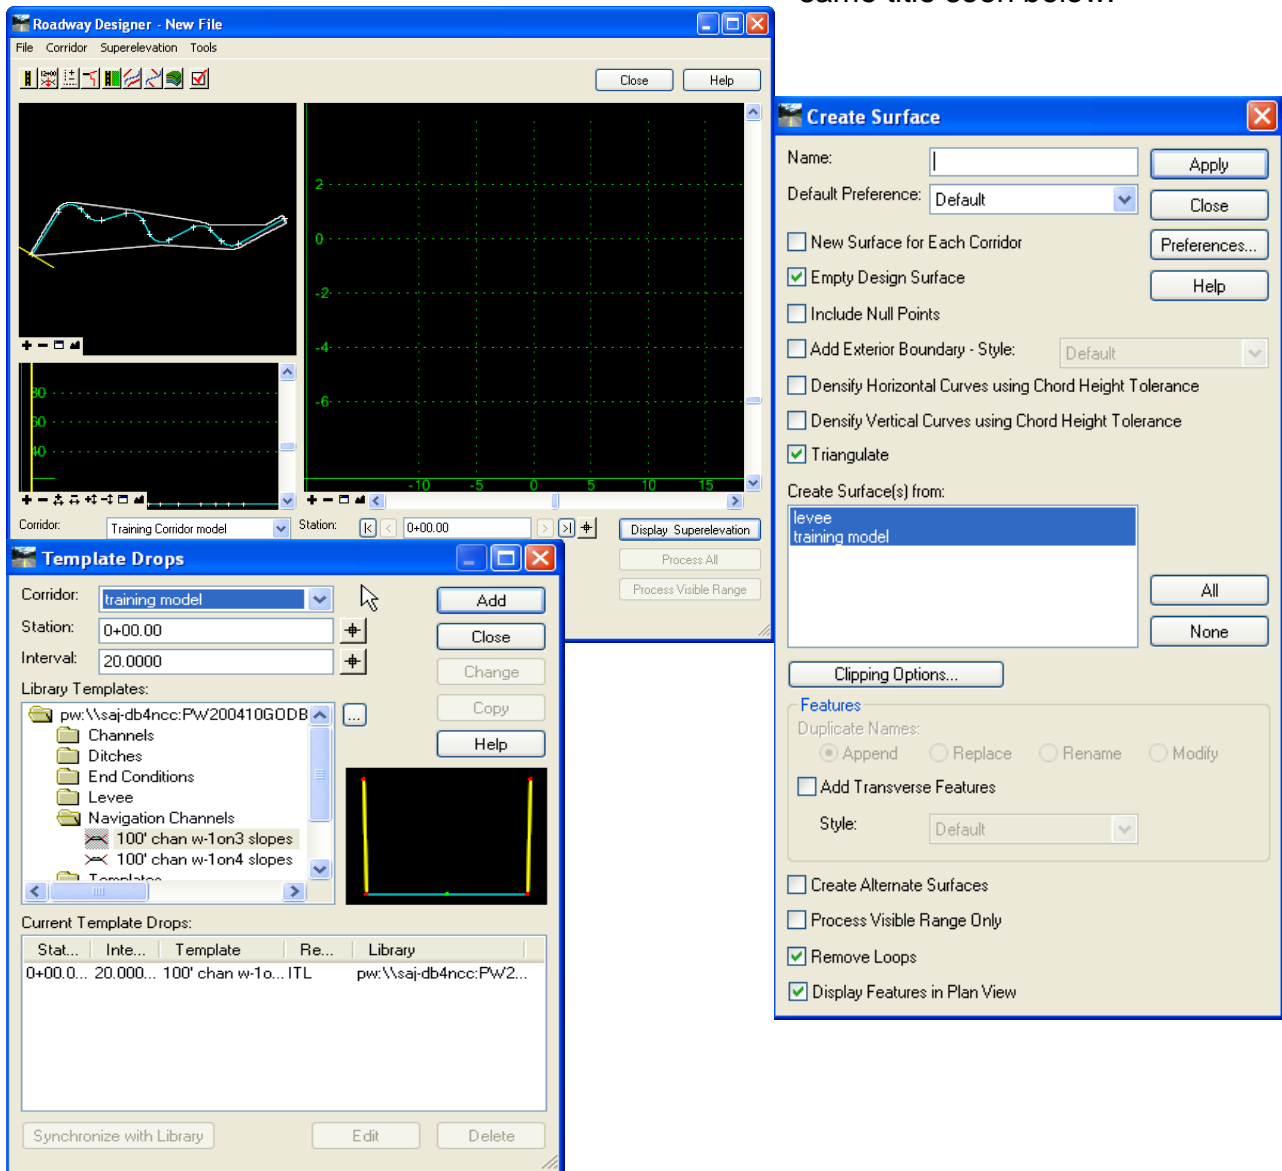 same title seen below.
Roadway Designer - New File
File Corridor Superelevation Tools
Close Help
2
0
-2
-4
-6
-10 -5 0 5 10 15
80
60
40
Corridor: Training Corridor model Station: 0+00.00 Display Superelevation
Process All
Process Visible Range
Template Drops
Corridor: training model Add
Station: 0+00.00 Close
Interval: 20.0000 Change
Library Templates:
pw:\\saj-db4ncc:PW200410GODB ... Copy
Channels
Ditches Help
End Conditions
Levee
Navigation Channels
100' chan w-1on3 slopes
100' chan w-1on4 slopes
Templates
Current Template Drops:
Stat... Inte... Template Re... Library
0+00.0... 20.000... 100' chan w-1o... ITL pw:\\saj-db4ncc:PW2...
Synchronize with Library Edit Delete
Create Surface
Name: Apply
Default Preference: Default Close
New Surface for Each Corridor Preferences...
Empty Design Surface Help
Include Null Points
Add Exterior Boundary - Style: Default
Densify Horizontal Curves using Chord Height Tolerance
Densify Vertical Curves using Chord Height Tolerance
Triangulate
Create Surface(s) from:
levee
training model
All
None
Clipping Options...
Features
Duplicate Names:
Append Replace Rename Modify
Add Transverse Features
Style: Default
Create Alternate Surfaces
Process Visible Range Only
Remove Loops
Display Features in Plan View